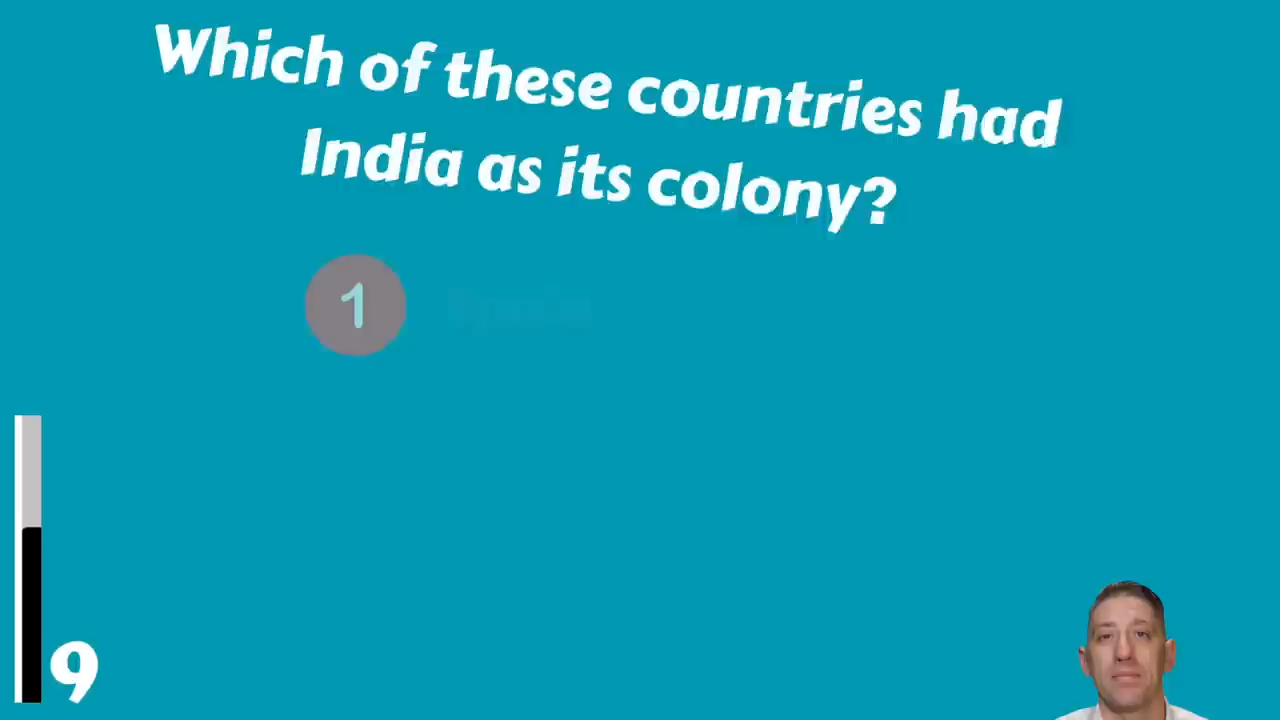 Which of these countries had
India as its colony?
1
9